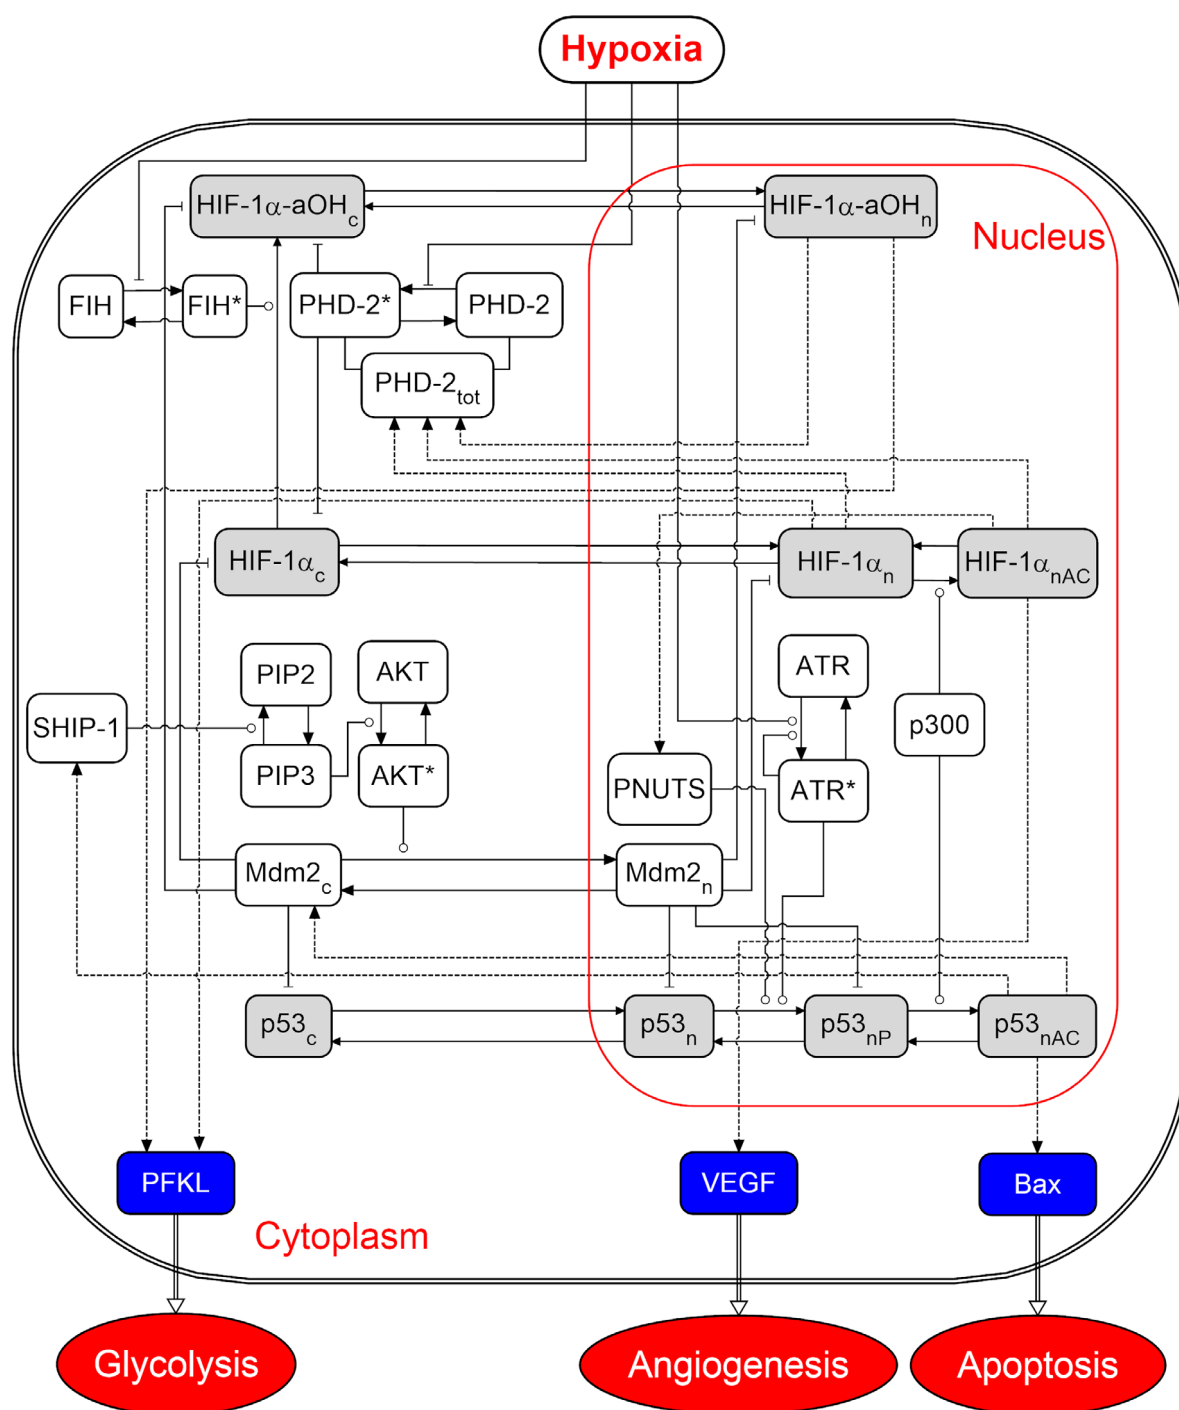 Hypoxia
HIF-1α-aOHc
HIF-1α-aOHn
Nucleus
FIH
FIH*
PHD-2*
PHD-2
PHD-2tot
HIF-1αc
HIF-1αn
HIF-1αnAC
PIP2
AKT
ATR
SHIP-1
p300
PIP3
AKT*
PNUTS
ATR*
Mdm2c
Mdm2n
p53c
p53n
p53nP
p53nAC
PFKL
VEGF
Bax
Cytoplasm
Glycolysis
Angiogenesis
Apoptosis